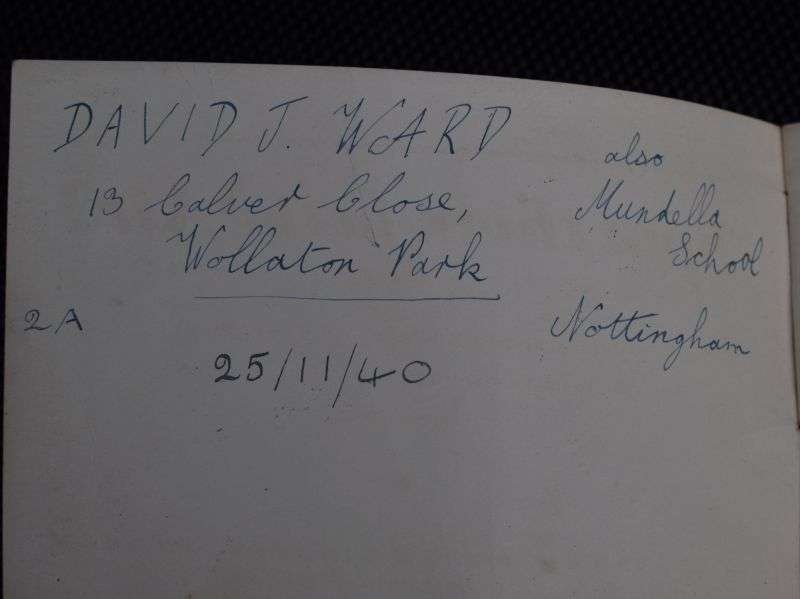 DAVID J. WARD
13 Calver Close,
Wollaton Park
2A
25/11/40
also
Mundella
School
Nottingham